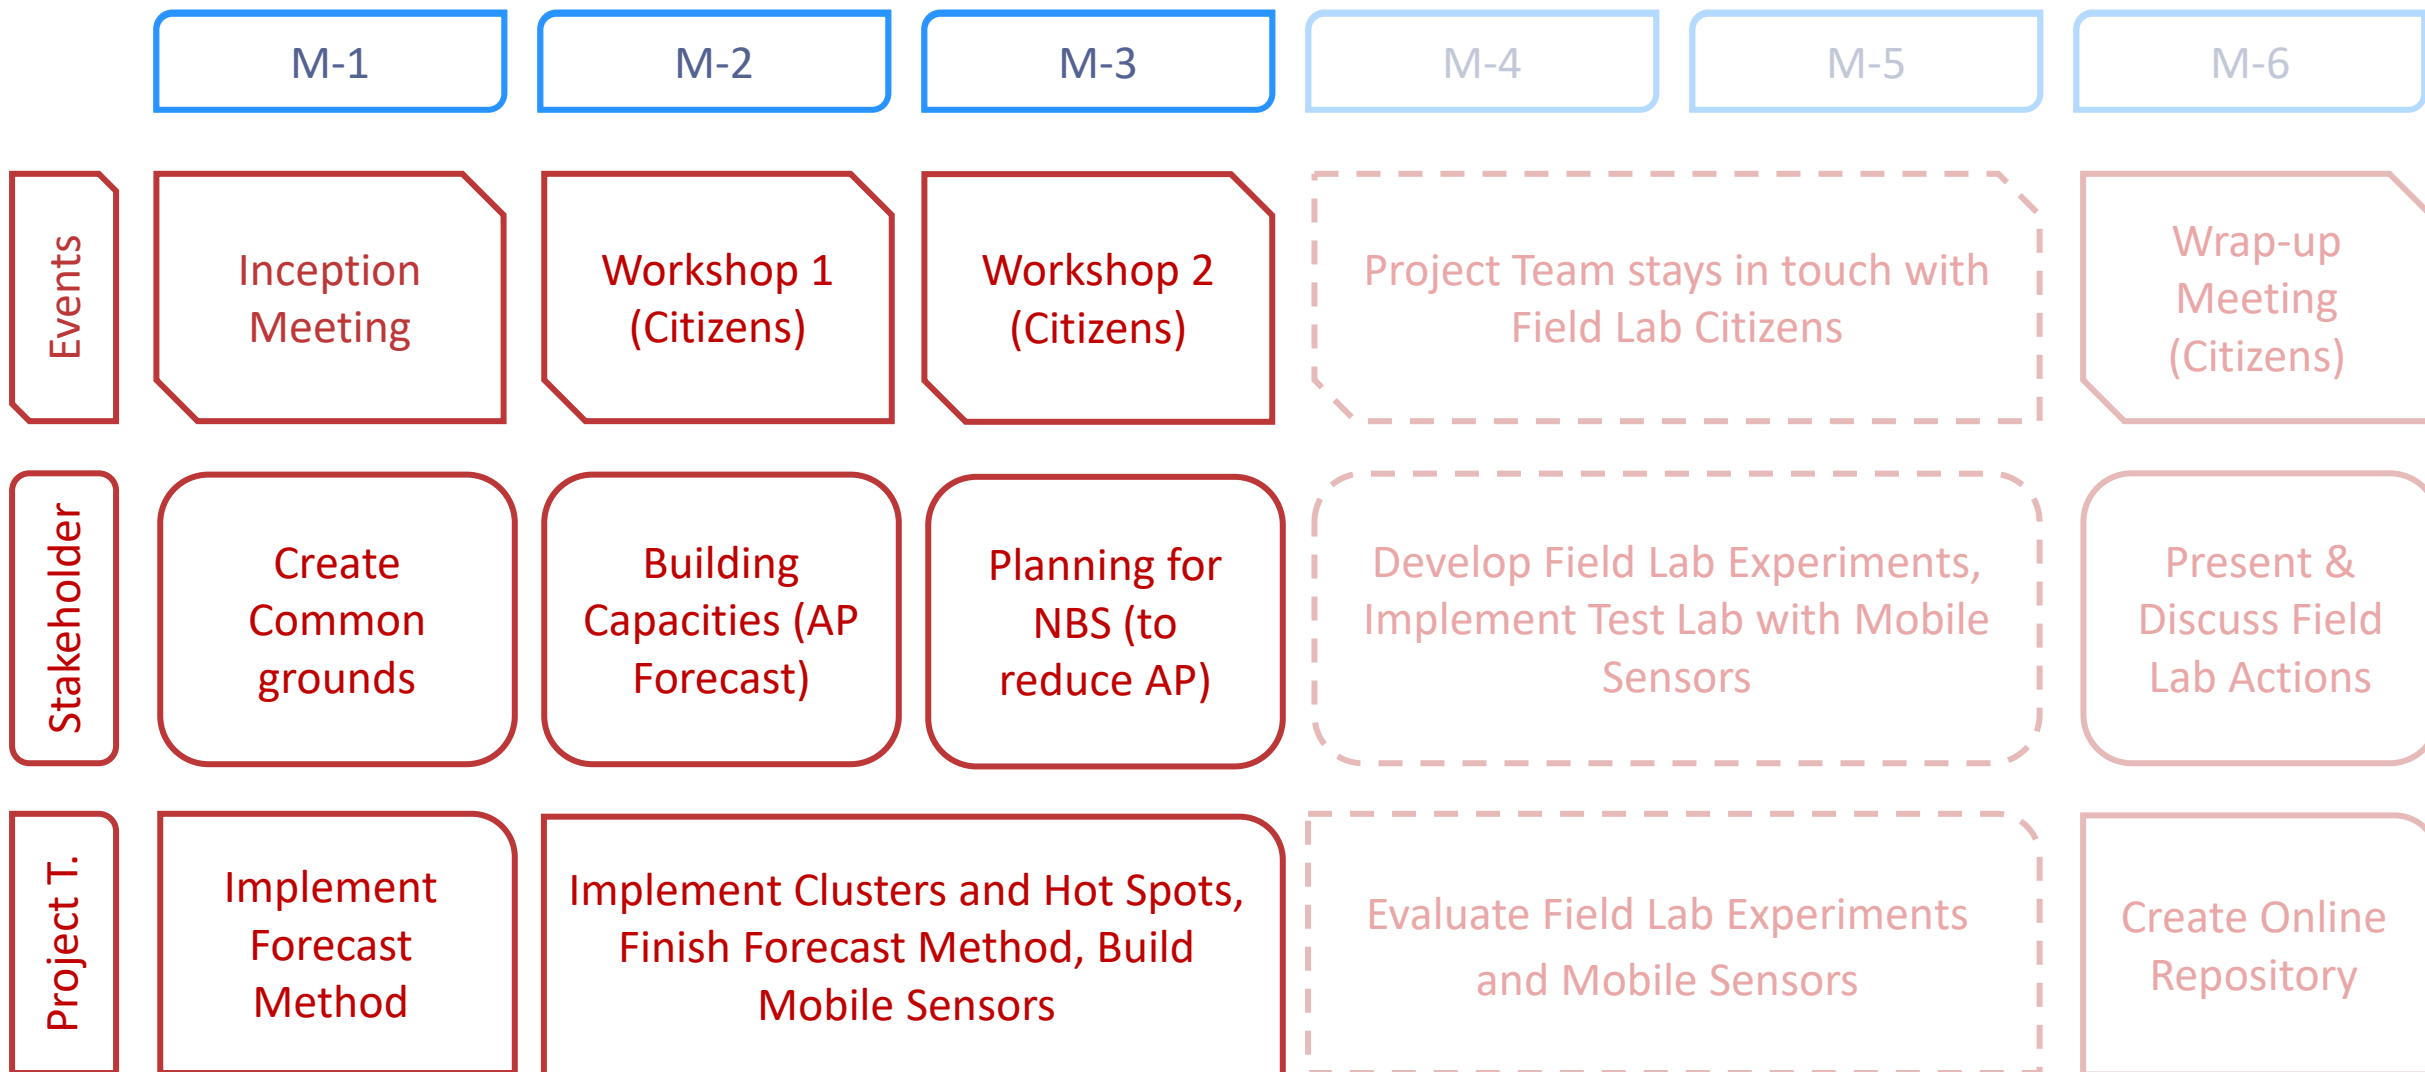 M-1
M-2
M-3
M-4
M-5
M-6
Events
Inception
Meeting
Workshop 1
(Citizens)
Workshop 2
(Citizens)
Project Team stays in touch with
Field Lab Citizens
Wrap-up
Meeting
(Citizens)
Stakeholder
Create
Common
grounds
Building
Capacities (AP
Forecast)
Planning for
NBS (to
reduce AP)
Develop Field Lab Experiments,
Implement Test Lab with Mobile
Sensors
Present &
Discuss Field
Lab Actions
Project T.
Implement
Forecast
Method
Implement Clusters and Hot Spots,
Finish Forecast Method, Build
Mobile Sensors
Evaluate Field Lab Experiments
and Mobile Sensors
Create Online
Repository